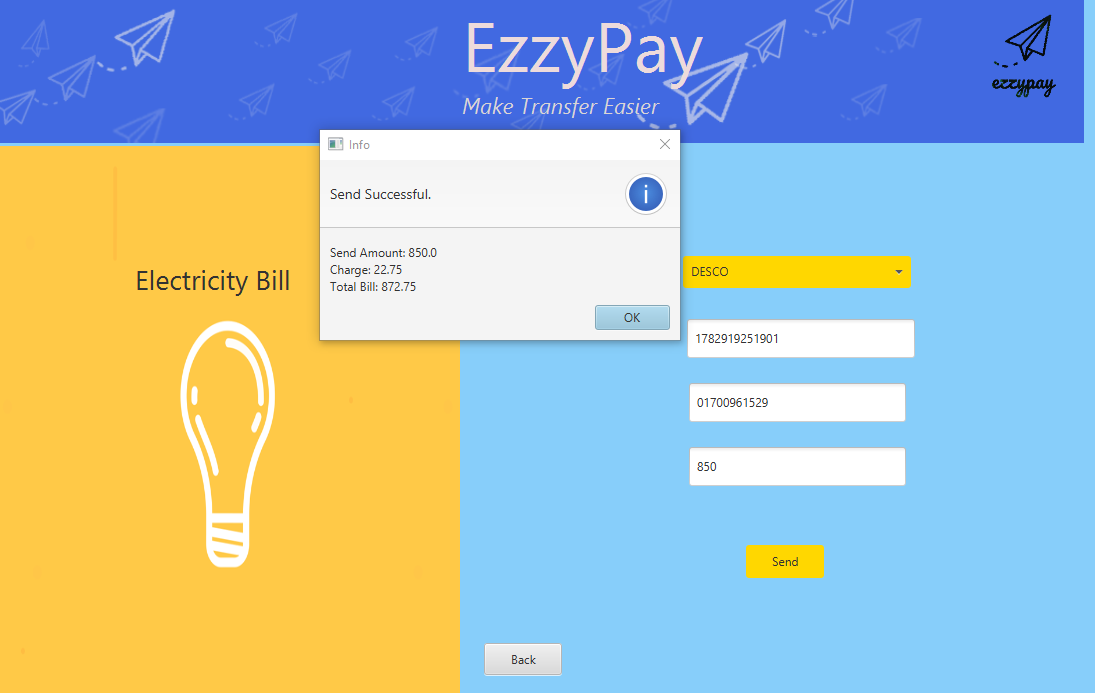 EzzyPay
Make Transfer Easier
ezzypay
Info
Send Successful.
Send Amount: 850.0
Charge: 22.75
Total Bill: 872.75
OK
Electricity Bill
DESCO
1782919251901
01700961529
850
Send
Back